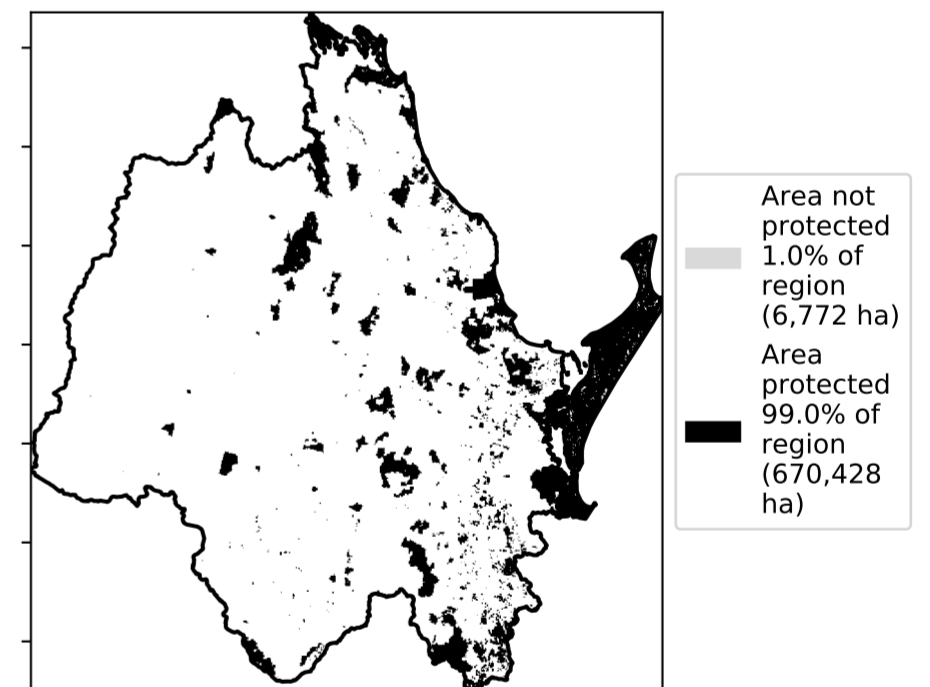 Area not
protected
1.0% of
region
(6,772 ha)
Area
protected
99.0% of
region
(670,428
ha)